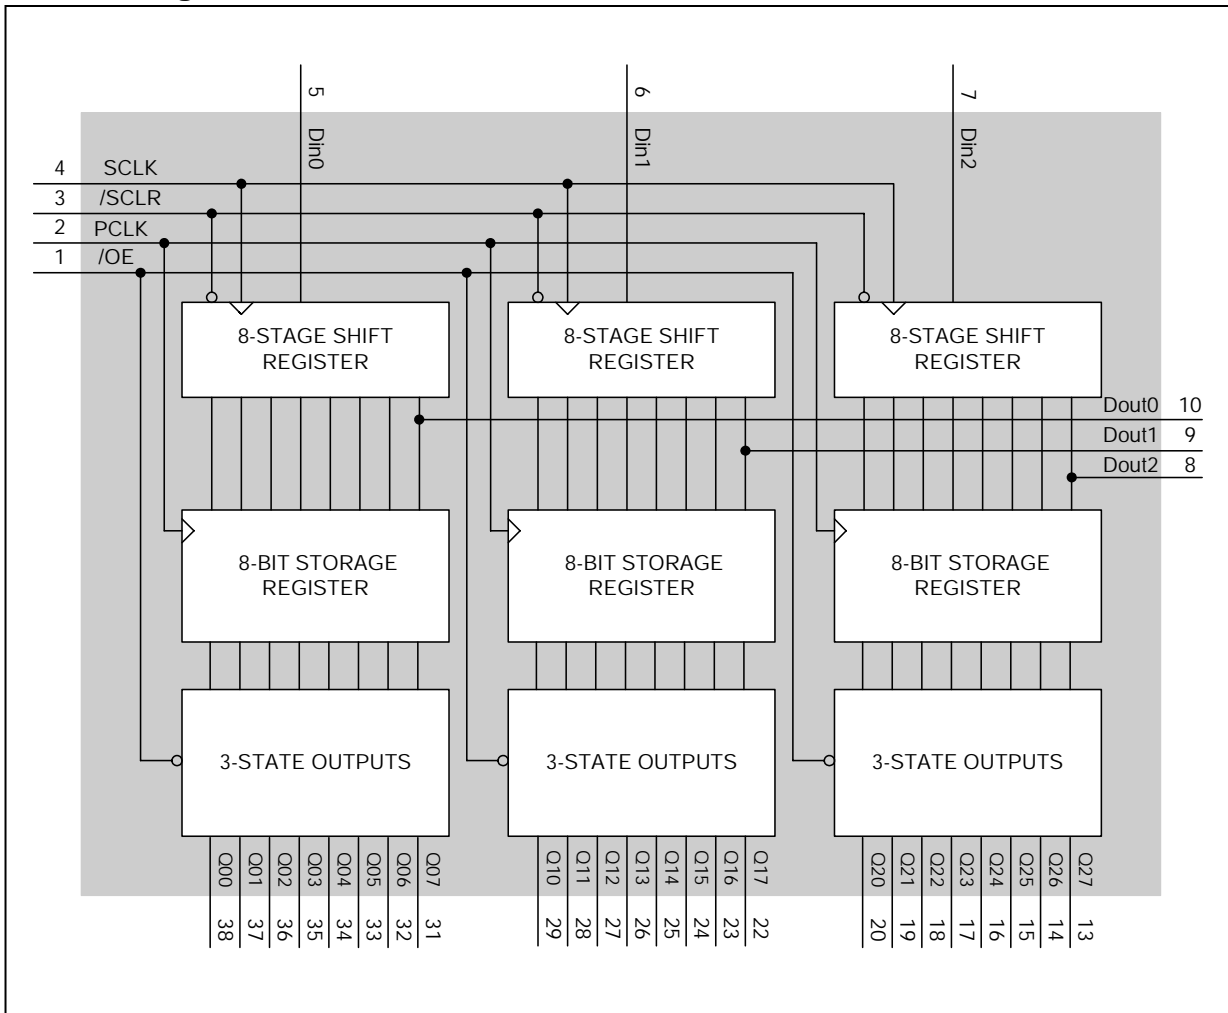 5
6
7
Din0
Din1
Din2
4 SCLK
3 /SCLR
2 PCLK
1 /OE
8-STAGE SHIFT
REGISTER
8-STAGE SHIFT
REGISTER
8-STAGE SHIFT
REGISTER
Dout0 10
Dout1 9
Dout2 8
8-BIT STORAGE
REGISTER
8-BIT STORAGE
REGISTER
8-BIT STORAGE
REGISTER
3-STATE OUTPUTS
3-STATE OUTPUTS
3-STATE OUTPUTS
Q00 Q01 Q02 Q03 Q04 Q05 Q06 Q07
Q10 Q11 Q12 Q13 Q14 Q15 Q16 Q17
Q20 Q21 Q22 Q23 Q24 Q25 Q26 Q27
38 37 36 35 34 33 32 31
29 28 27 26 25 24 23 22
20 19 18 17 16 15 14 13